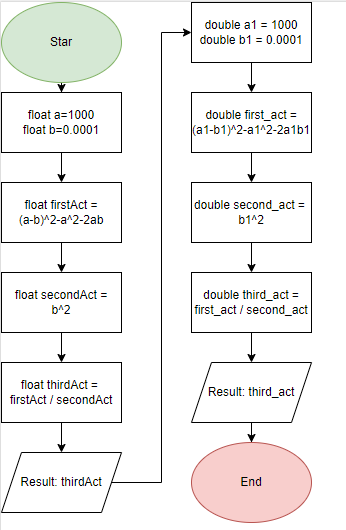 Star
float a=1000
float b=0.0001
float firstAct =
(a-b)^2-a^2-2ab
float secondAct =
b^2
float thirdAct =
firstAct / secondAct
Result: thirdAct
double a1 = 1000
double b1 = 0.0001
double first_act =
(a1-b1)^2-a1^2-2a1b1
double second_act =
b1^2
double third_act =
first_act / second_act
Result: third_act
End